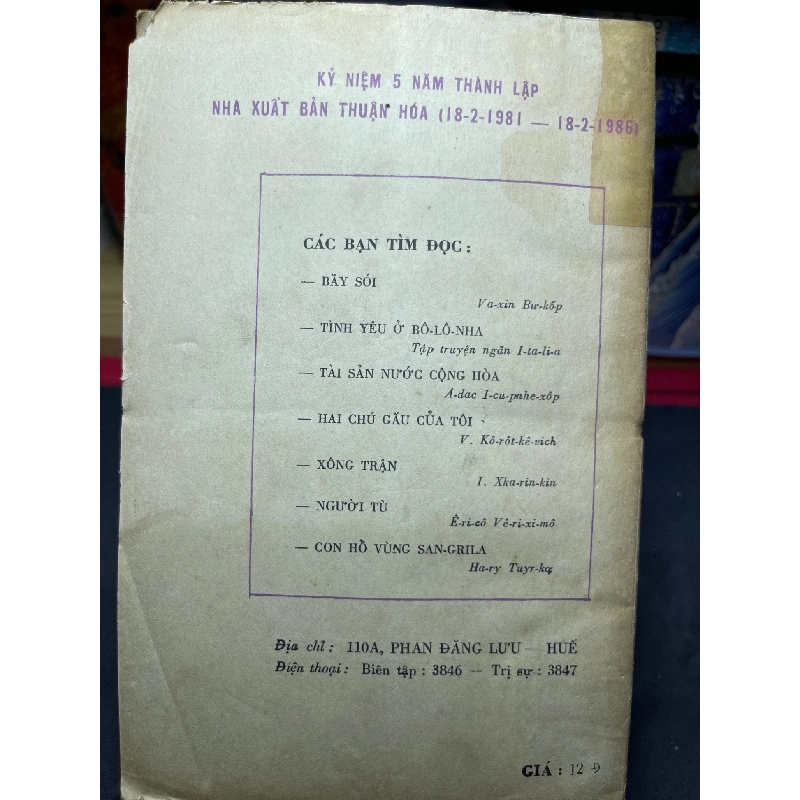 KỶ NIỆM 5 NĂM THÀNH LẬP
NHA XUẤT BẢN THUẬN HÓA (18-2-1981 — 18-2-1986)
CÁC BẠN TÌM ĐỌC :
— BẦY SÓI
Va-xin Bư-kốp
— TÌNH YÊU Ở BÔ-LÔ-NHA
Tập truyện ngắn I-ta-li-a
— TÀI SẢN NƯỚC CỘNG HÒA
A-dac I-cu-pnhe-xôp
— HAI CHÚ GẤU CỦA TÔI
V. Kô-rôt-kê-vich
— XÔNG TRẬN
I. Xka-rin-kin
— NGƯỜI TÙ
Ê-ri-cô Vê-ri-xi-mô
— CON HỔ VÙNG SAN-GRILA
Ha-ry Tuyr-kơ
Địa chỉ : 110A, PHAN ĐĂNG LƯU – HUẾ
Điện thoại : Biên tập : 3846 — Trị sự : 3847
GIÁ : 12 Đ